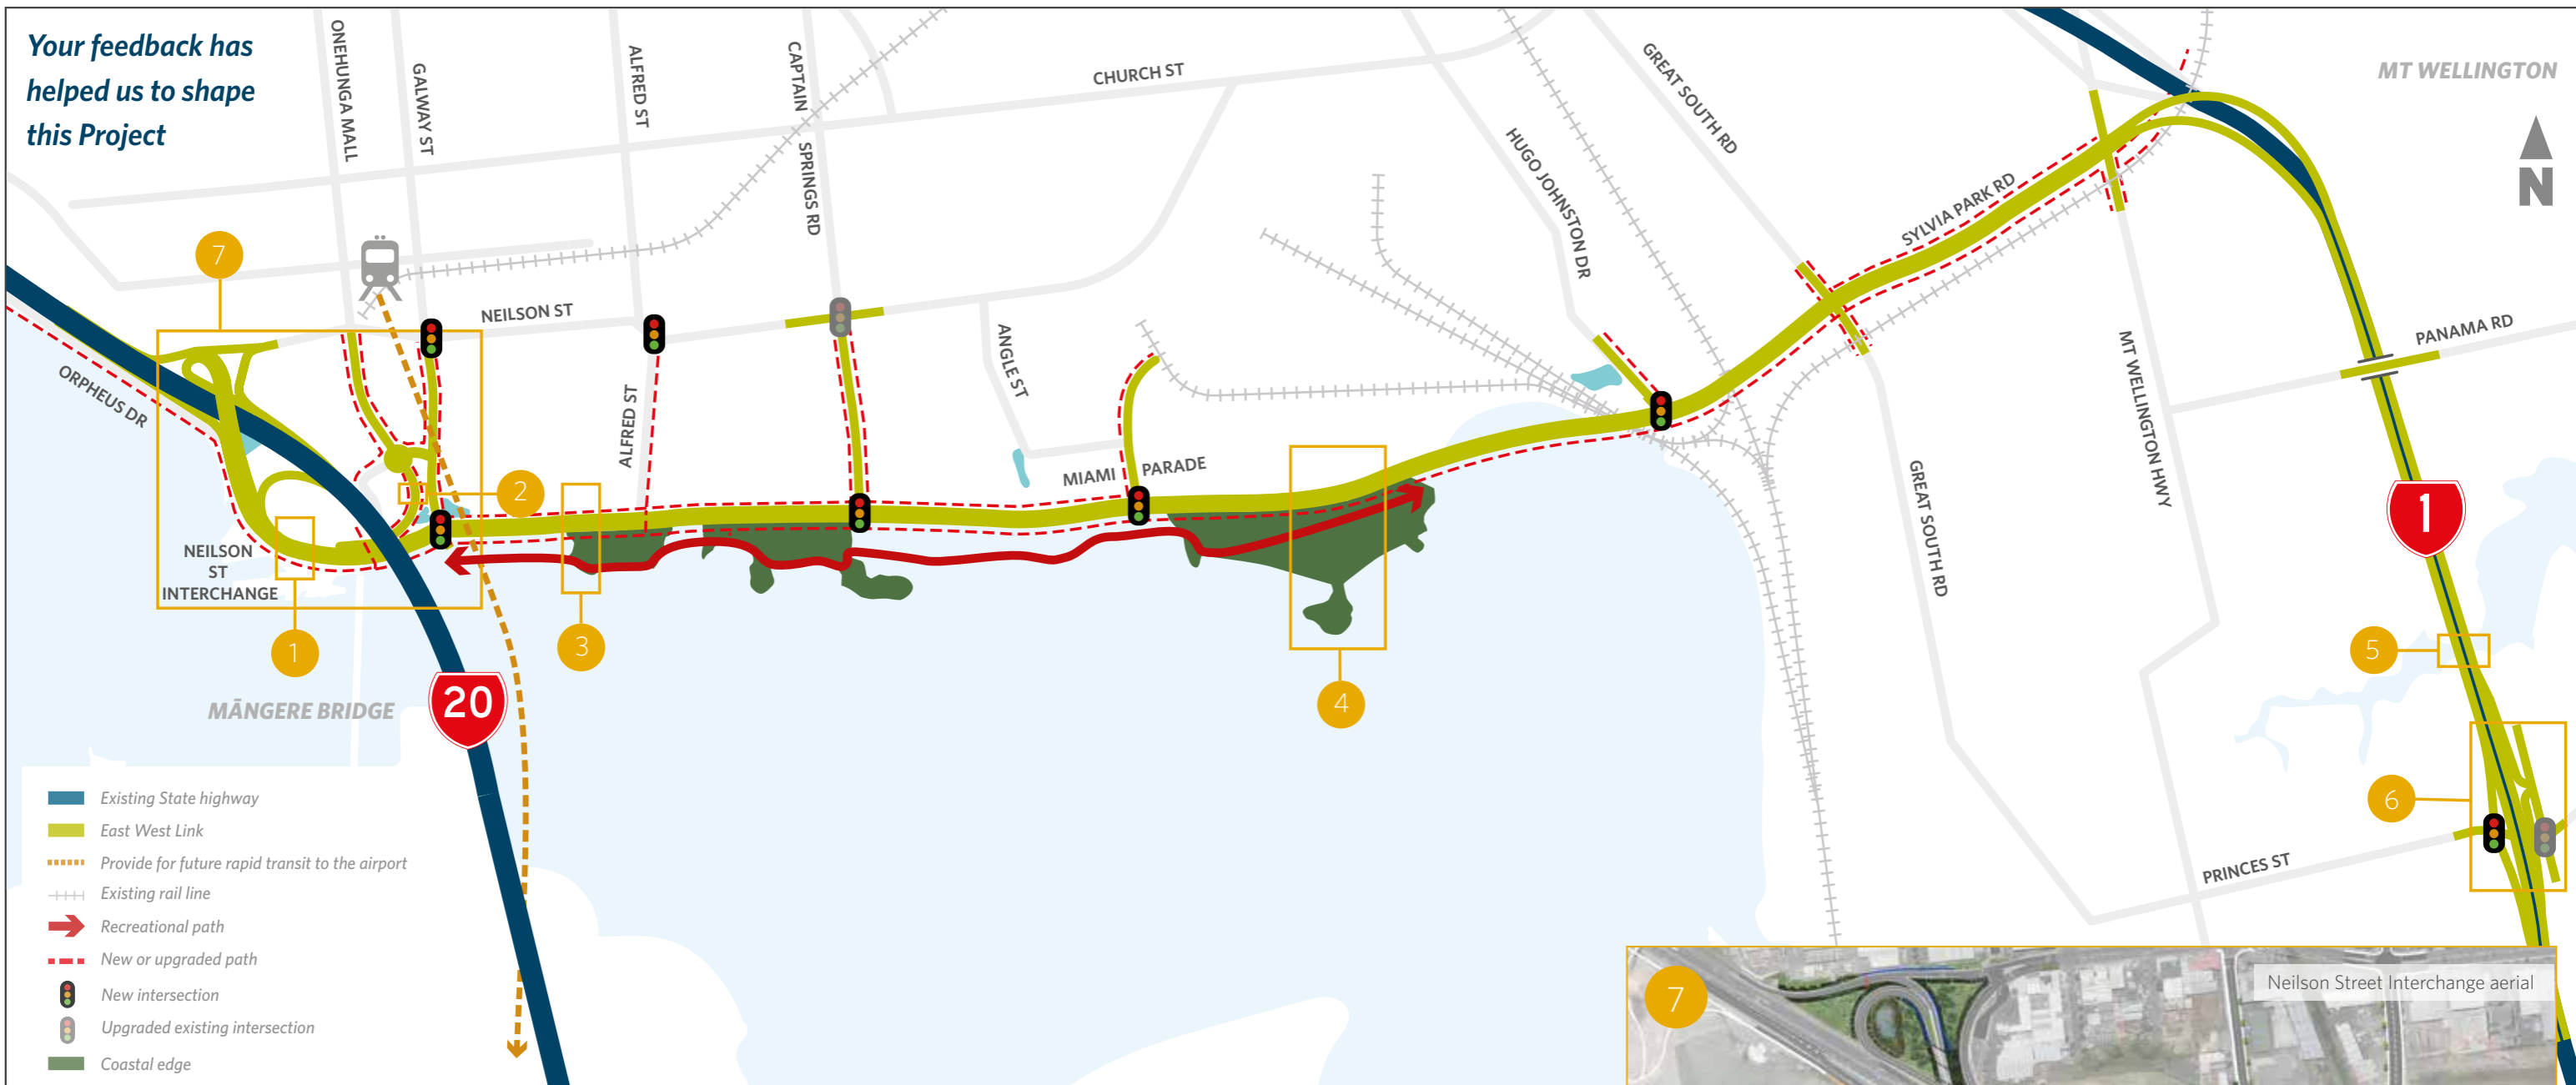 Your feedback has
helped us to shape
this Project
ONEHUNGA MALL
GALWAY ST
ALFRED ST
CAPTAIN SPRINGS RD
CHURCH ST
GREAT SOUTH RD
HUGO JOHNSTON DR
MT WELLINGTON
N
SYLVIA PARK RD
7
NEILSON ST
ANGLE ST
ORPHEUS DR
ALFRED ST
MT WELLINGTON HWY
PANAMA RD
MIAMI PARADE
2
GREAT SOUTH RD
1
NEILSON
ST
INTERCHANGE
1
3
4
5
MĀNGERE BRIDGE
20
6
PRINCES ST
Existing State highway
East West Link
Provide for future rapid transit to the airport
Existing rail line
Recreational path
New or upgraded path
New intersection
Upgraded existing intersection
Coastal edge
7
Neilson Street Interchange aerial